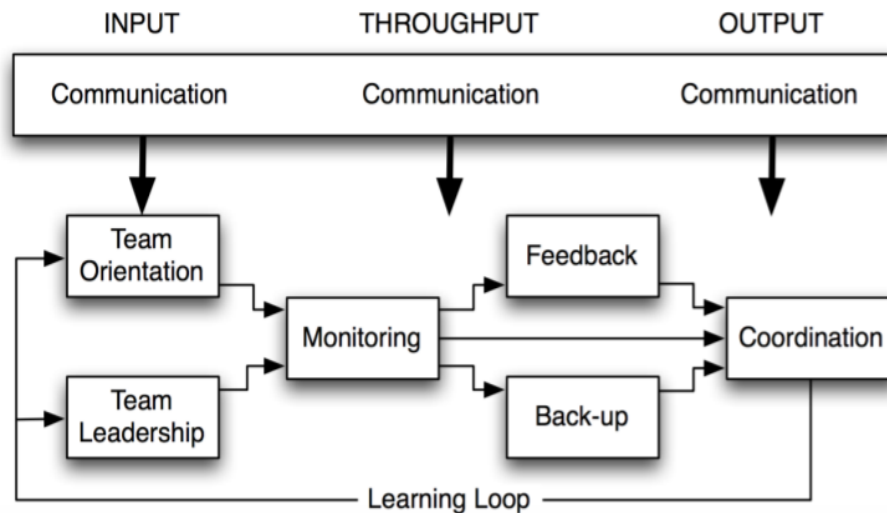 INPUT THROUGHPUT OUTPUT
Communication Communication Communication
Team
Orientation
Feedback
Monitoring
Coordination
Team
Leadership
Back-up
Learning Loop